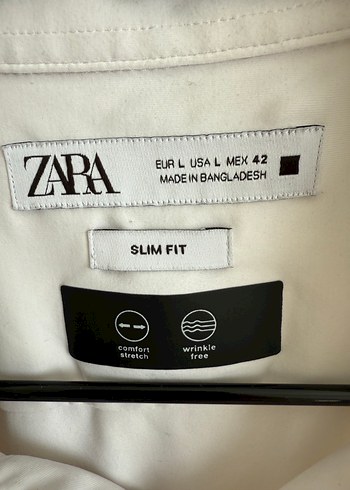 ZARA
EUR L USA L MEX 42
MADE IN BANGLADESH
SLIM FIT
comfort
stretch
wrinkle
free